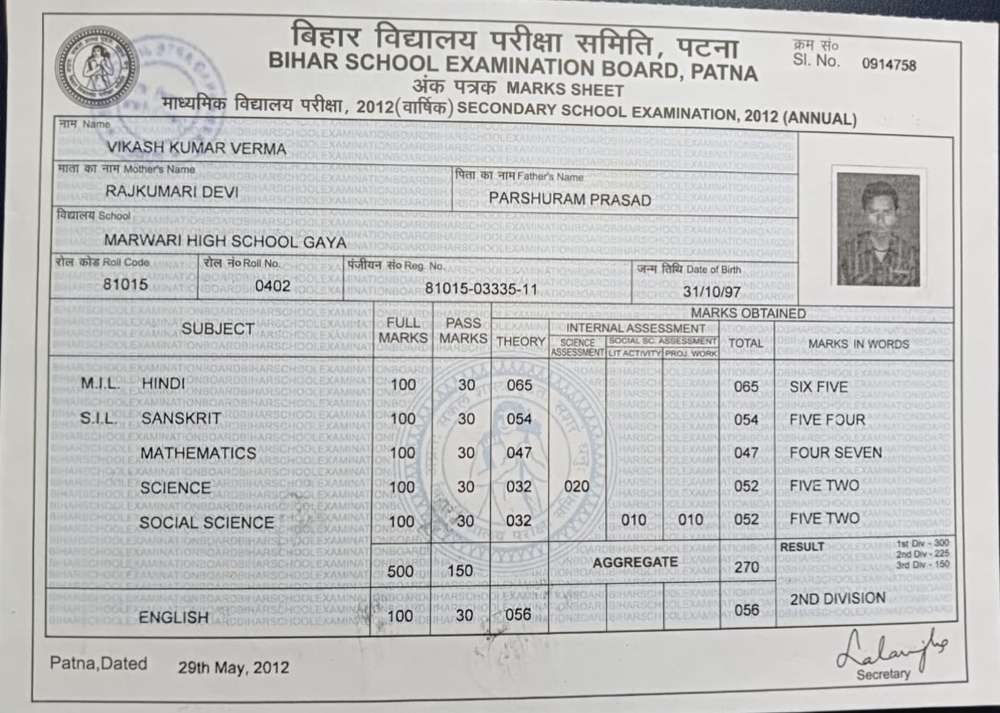 बिहार विद्यालय परीक्षा समिति, पटना
क्रम सं० Sl. No. 0914758
BIHAR SCHOOL EXAMINATION BOARD, PATNA
अंक पत्रक MARKS SHEET
माध्यमिक विद्यालय परीक्षा, 2012(वार्षिक) SECONDARY SCHOOL EXAMINATION, 2012 (ANNUAL)
नाम Name
VIKASH KUMAR VERMA
माता का नाम Mother's Name
RAJKUMARI DEVI
पिता का नाम Father's Name
PARSHURAM PRASAD
विद्यालय School
MARWARI HIGH SCHOOL GAYA
रोल कोड Roll Code रोल नं० Roll No. पंजीयन सं० Reg. No. जन्म तिथि Date of Birth
81015 0402 81015-03335-11 31/10/97
MARKS OBTAINED
SUBJECT FULL MARKS PASS MARKS THEORY INTERNAL ASSESSMENT TOTAL MARKS IN WORDS
SCIENCE ASSESSMENT SOCIAL SC. ASSESSMENT
LIT ACTIVITY PROJ. WORK
M.I.L. HINDI 100 30 065 065 SIX FIVE
S.I.L. SANSKRIT 100 30 054 054 FIVE FOUR
MATHEMATICS 100 30 047 047 FOUR SEVEN
SCIENCE 100 30 032 020 052 FIVE TWO
SOCIAL SCIENCE 100 30 032 010 010 052 FIVE TWO
500 150 AGGREGATE 270 RESULT
1st Div - 300
2nd Div - 225
3rd Div - 150
2ND DIVISION
ENGLISH 100 30 056 056
Patna,Dated 29th May, 2012
Secretary